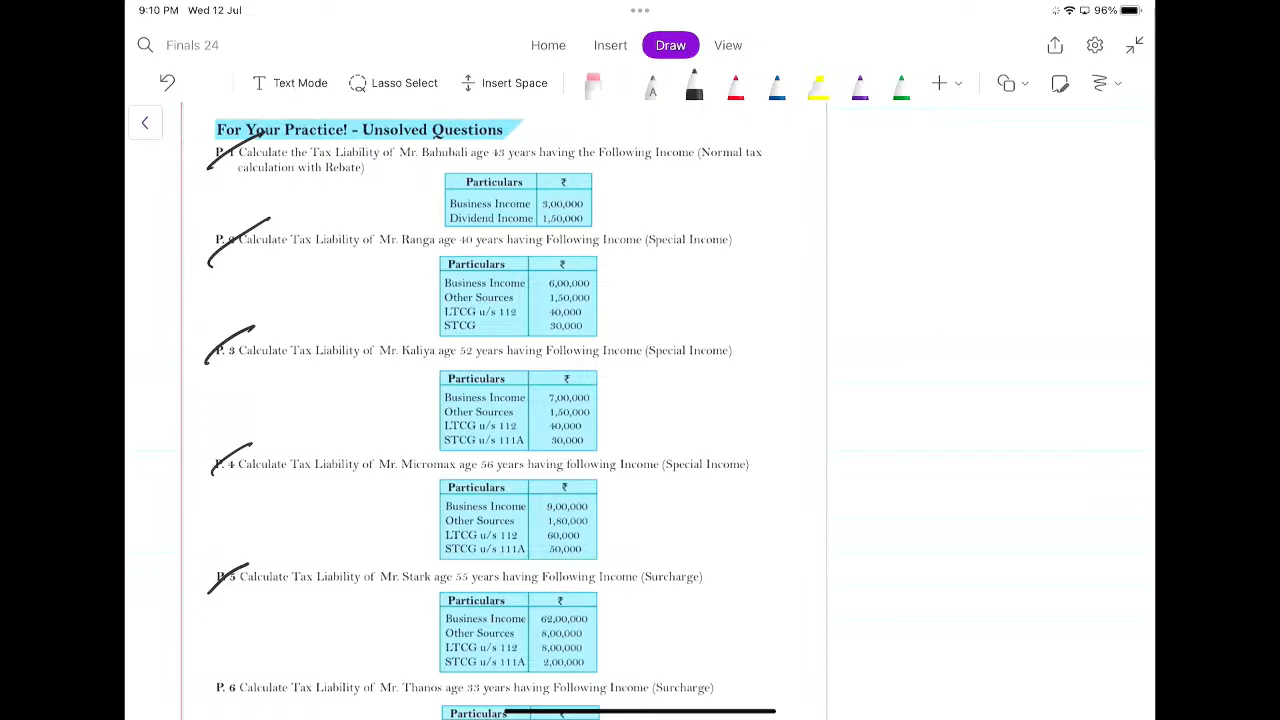 9:10 PM Wed 12 Jul
96%
Finals 24
Home Insert Draw View
Text Mode Lasso Select Insert Space
A
For Your Practice! - Unsolved Questions
P. 1 Calculate the Tax Liability of Mr. Bahubali age 43 years having the Following Income (Normal tax
calculation with Rebate)
Particulars ₹
Business Income 3,00,000
Dividend Income 1,50,000
P. 2 Calculate Tax Liability of Mr. Ranga age 40 years having Following Income (Special Income)
Particulars ₹
Business Income 6,00,000
Other Sources 1,50,000
LTCG u/s 112 40,000
STCG 30,000
P. 3 Calculate Tax Liability of Mr. Kaliya age 52 years having Following Income (Special Income)
Particulars ₹
Business Income 7,00,000
Other Sources 1,50,000
LTCG u/s 112 40,000
STCG u/s 111A 30,000
P. 4 Calculate Tax Liability of Mr. Micromax age 56 years having following Income (Special Income)
Particulars ₹
Business Income 9,00,000
Other Sources 1,80,000
LTCG u/s 112 60,000
STCG u/s 111A 50,000
P. 5 Calculate Tax Liability of Mr. Stark age 55 years having Following Income (Surcharge)
Particulars ₹
Business Income 62,00,000
Other Sources 8,00,000
LTCG u/s 112 8,00,000
STCG u/s 111A 2,00,000
P. 6 Calculate Tax Liability of Mr. Thanos age 33 years having Following Income (Surcharge)
Particulars ₹